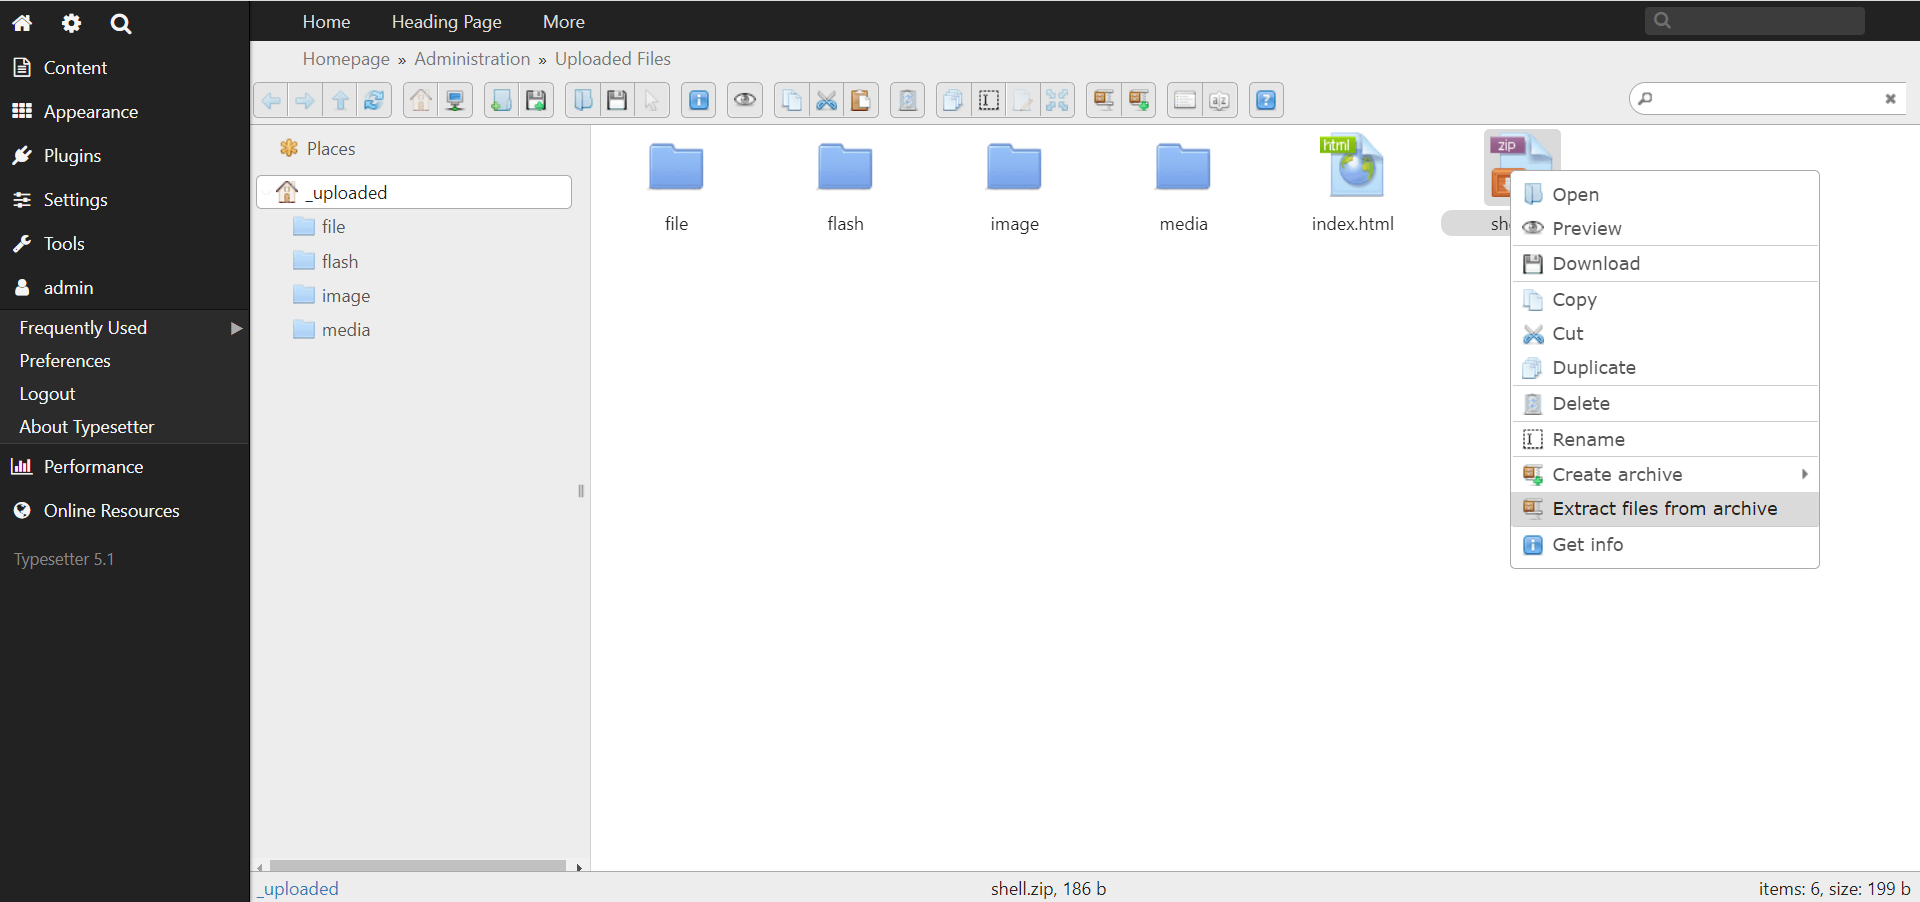 Home
Heading Page
More
Content
Appearance
Plugins
Settings
Tools
admin
Frequently Used
Preferences
Logout
About Typesetter
Performance
Online Resources
Typesetter 5.1
Homepage » Administration » Uploaded Files
Places
_uploaded
file
flash
image
media
file
flash
image
media
html
index.html
zip
Open
Preview
Download
Copy
Cut
Duplicate
Delete
Rename
Create archive
Extract files from archive
Get info
_uploaded
shell.zip, 186 b
items: 6, size: 199 b